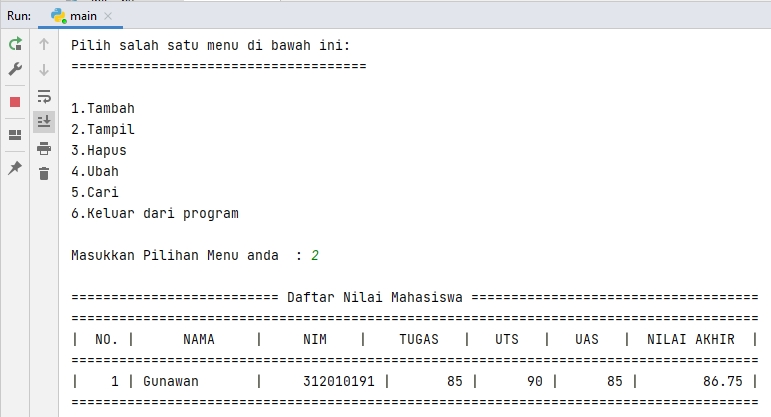 Run: main
Pilih salah satu menu di bawah ini:
=====================================
1.Tambah
2.Tampil
3.Hapus
4.Ubah
5.Cari
6.Keluar dari program
Masukkan Pilihan Menu anda  : 2
========================== Daftar Nilai Mahasiswa ====================================
======================================================================================
|  NO. |      NAMA     |     NIM    |    TUGAS   |   UTS   |   UAS   |  NILAI AKHIR  |
======================================================================================
|    1 | Gunawan       |     312010191 |       85 |      90 |      85 |        86.75 |
======================================================================================